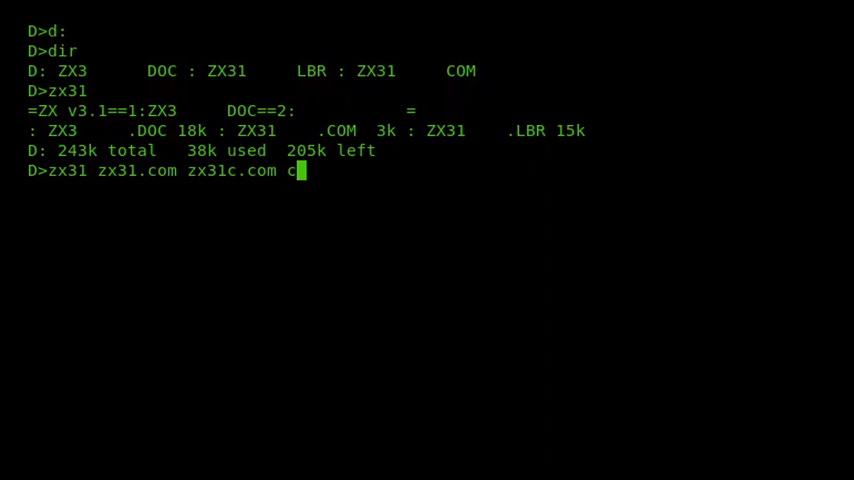 D>d:
D>dir
D: ZX3      DOC : ZX31     LBR : ZX31     COM
D>zx31
=ZX v3.1==1:ZX3     DOC==2:           =
: ZX3     .DOC 18k : ZX31    .COM  3k : ZX31    .LBR 15k
D: 243k total   38k used  205k left
D>zx31 zx31.com zx31c.com c